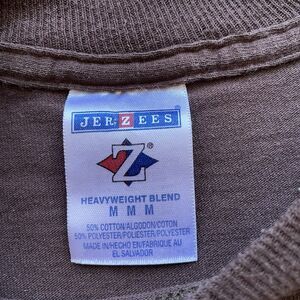 JERZEES
Z®
HEAVYWEIGHT BLEND
M M M
50% COTTON/ALGODON/COTON
50% POLYESTER/POLIESTER/POLYESTER
MADE IN/HECHO EN/FABRIQUE AU
EL SALVADOR